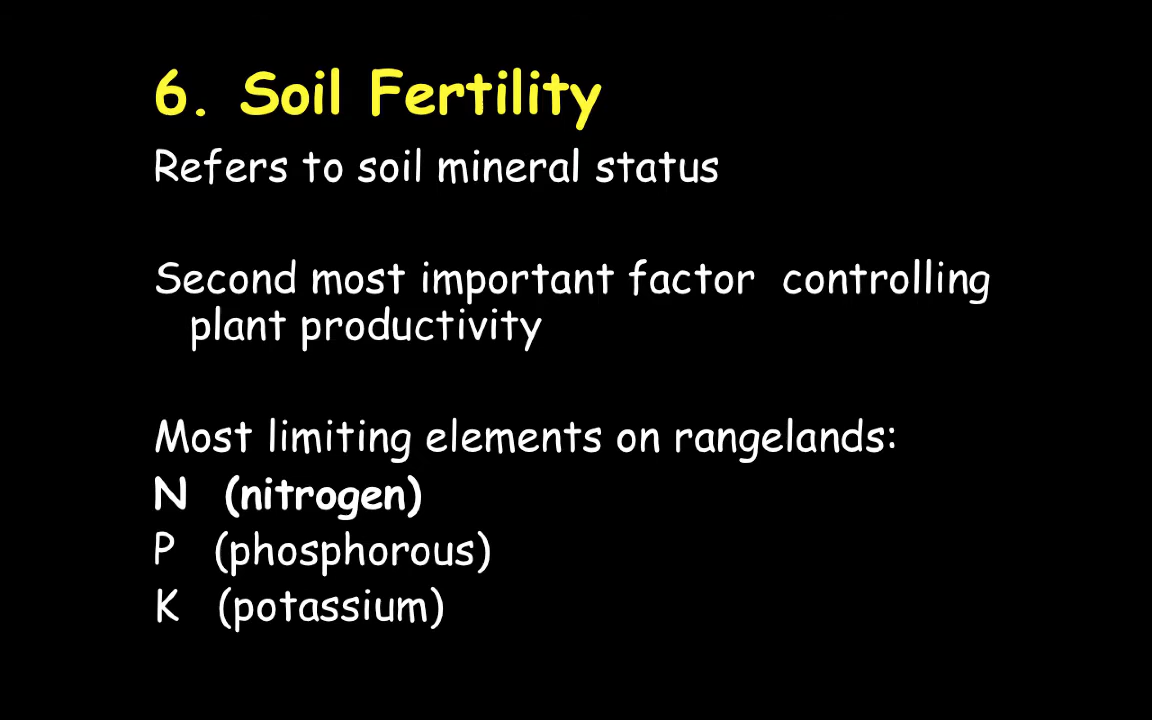 6. Soil Fertility
Refers to soil mineral status
Second most important factor controlling
plant productivity
Most limiting elements on rangelands:
N (nitrogen)
P (phosphorous)
K (potassium)